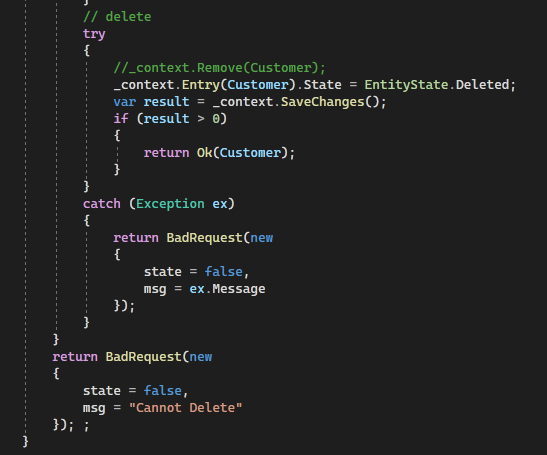 }
// delete
try
{
//_context.Remove(Customer);
_context.Entry(Customer).State = EntityState.Deleted;
var result = _context.SaveChanges();
if (result > 0)
{
return Ok(Customer);
}
}
catch (Exception ex)
{
return BadRequest(new
{
state = false,
msg = ex.Message
});
}
}
return BadRequest(new
{
state = false,
msg = "Cannot Delete"
}); ;
}